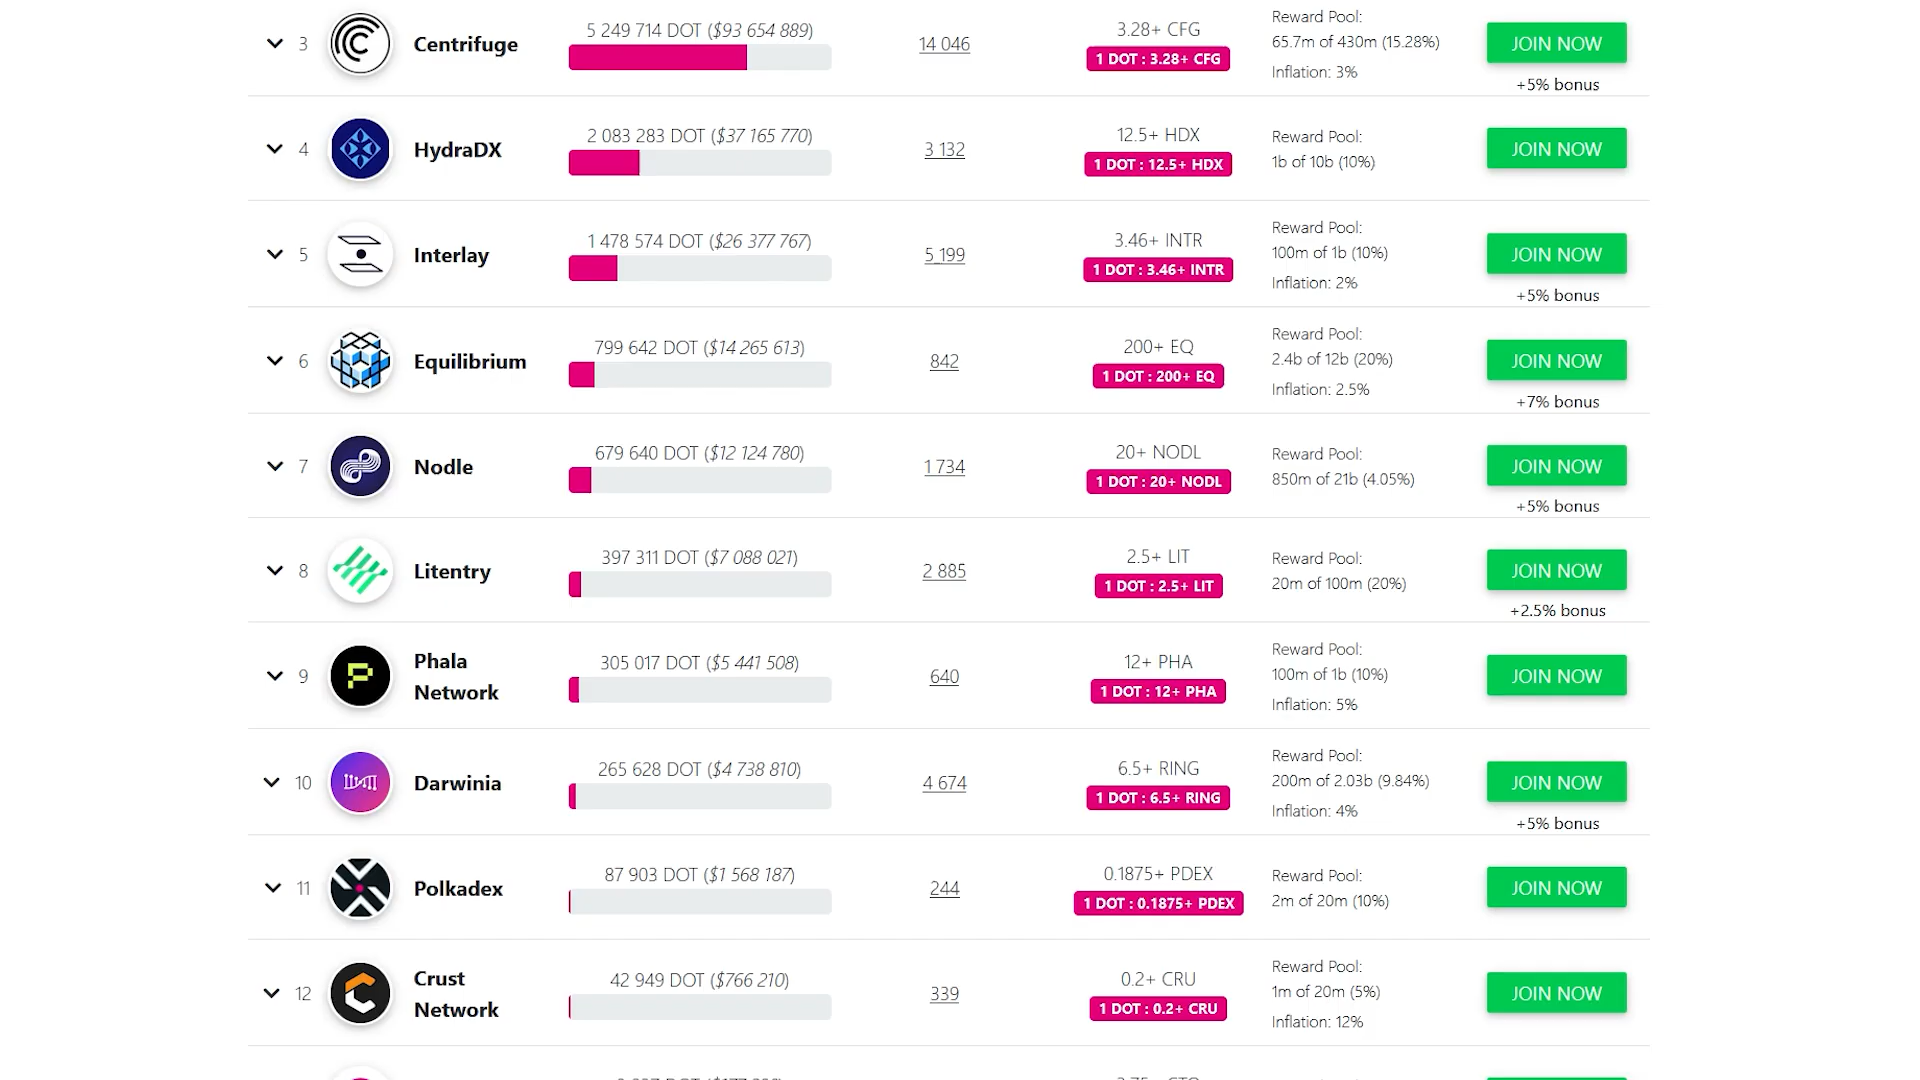 3
Centrifuge
5 249 714 DOT ($93 654 889)
14 046
3.28+ CFG
1 DOT : 3.28+ CFG
Reward Pool:
65.7m of 430m (15.28%)
Inflation: 3%
JOIN NOW
+5% bonus
4
HydraDX
2 083 283 DOT ($37 165 770)
3 132
12.5+ HDX
1 DOT : 12.5+ HDX
Reward Pool:
1b of 10b (10%)
JOIN NOW
5
Interlay
1 478 574 DOT ($26 377 767)
5 199
3.46+ INTR
1 DOT : 3.46+ INTR
Reward Pool:
100m of 1b (10%)
Inflation: 2%
JOIN NOW
+5% bonus
6
Equilibrium
799 642 DOT ($14 265 613)
842
200+ EQ
1 DOT : 200+ EQ
Reward Pool:
2.4b of 12b (20%)
Inflation: 2.5%
JOIN NOW
+7% bonus
7
Nodle
679 640 DOT ($12 124 780)
1 734
20+ NODL
1 DOT : 20+ NODL
Reward Pool:
850m of 21b (4.05%)
JOIN NOW
+5% bonus
8
Litentry
397 311 DOT ($7 088 021)
2 885
2.5+ LIT
1 DOT : 2.5+ LIT
Reward Pool:
20m of 100m (20%)
JOIN NOW
+2.5% bonus
9
Phala
Network
305 017 DOT ($5 441 508)
640
12+ PHA
1 DOT : 12+ PHA
Reward Pool:
100m of 1b (10%)
Inflation: 5%
JOIN NOW
10
Darwinia
265 628 DOT ($4 738 810)
4 674
6.5+ RING
1 DOT : 6.5+ RING
Reward Pool:
200m of 2.03b (9.84%)
Inflation: 4%
JOIN NOW
+5% bonus
11
Polkadex
87 903 DOT ($1 568 187)
244
0.1875+ PDEX
1 DOT : 0.1875+ PDEX
Reward Pool:
2m of 20m (10%)
JOIN NOW
12
Crust
Network
42 949 DOT ($766 210)
339
0.2+ CRU
1 DOT : 0.2+ CRU
Reward Pool:
1m of 20m (5%)
Inflation: 12%
JOIN NOW